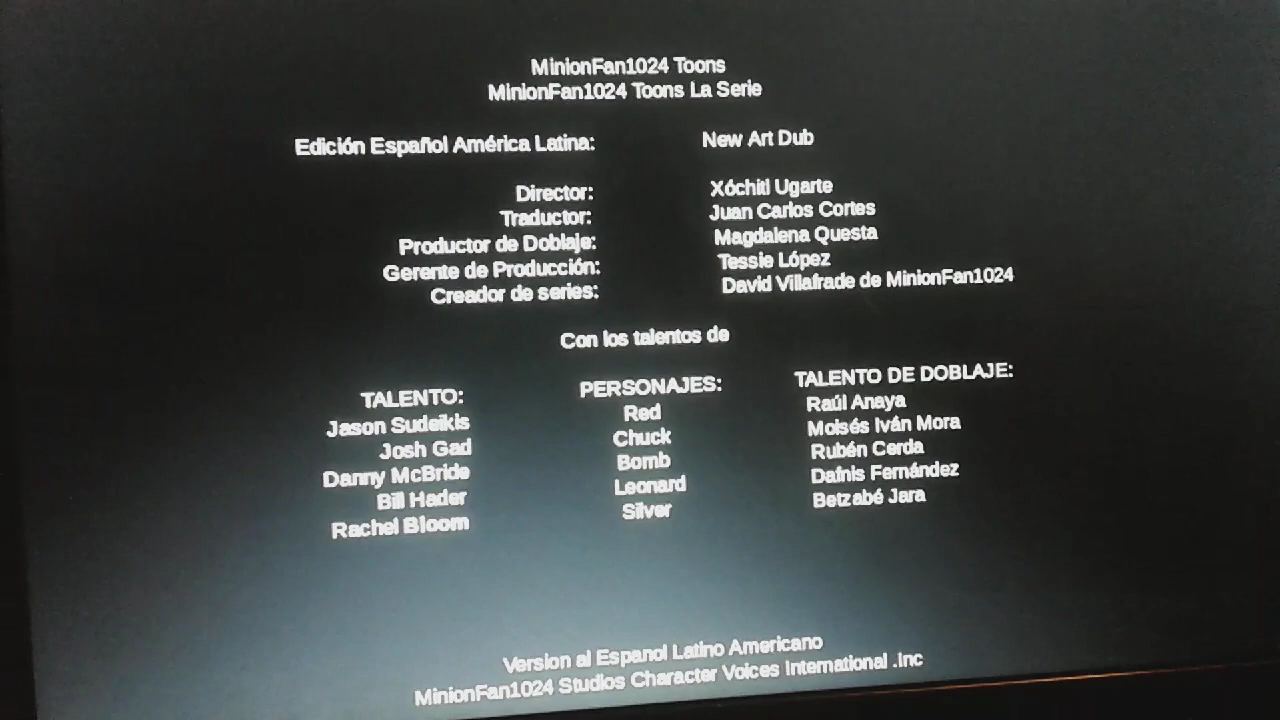 MinionFan1024 Toons
MinionFan1024 Toons La Serie
Edición Español América Latina: New Art Dub
Director: Xóchitl Ugarte
Traductor: Juan Carlos Cortes
Productor de Doblaje: Magdalena Questa
Gerente de Producción: Tessie López
Creador de series: David Villafrade de MinionFan1024
Con los talentos de
TALENTO: PERSONAJES: TALENTO DE DOBLAJE:
Jason Sudeikis Red Raúl Anaya
Josh Gad Chuck Moisés Iván Mora
Danny McBride Bomb Rubén Cerda
Bill Hader Leonard Dafnis Fernández
Rachel Bloom Silver Betzabé Jara
Version al Espanol Latino Americano
MinionFan1024 Studios Character Voices International .Inc